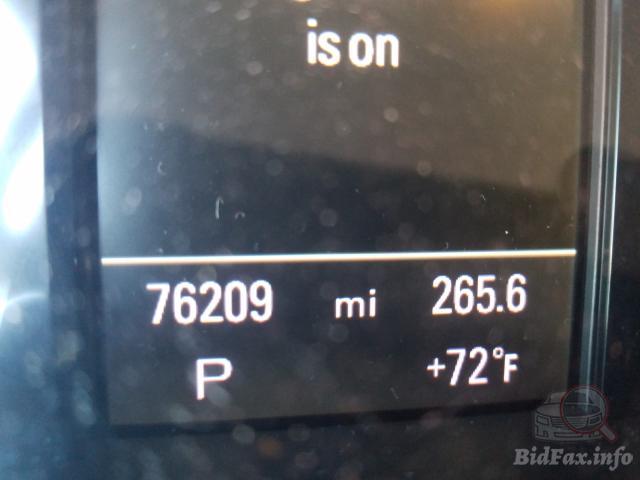 is on
76209 mi 265.6
P +72°F
BidFax.info